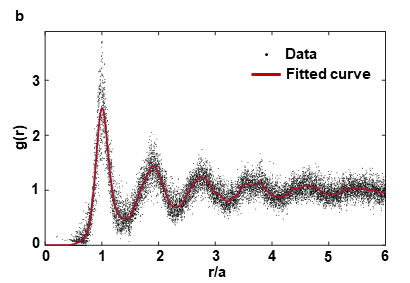 b
Data
Fitted curve
g(r)
3
2
1
0
0 1 2 3 4 5 6
r/a